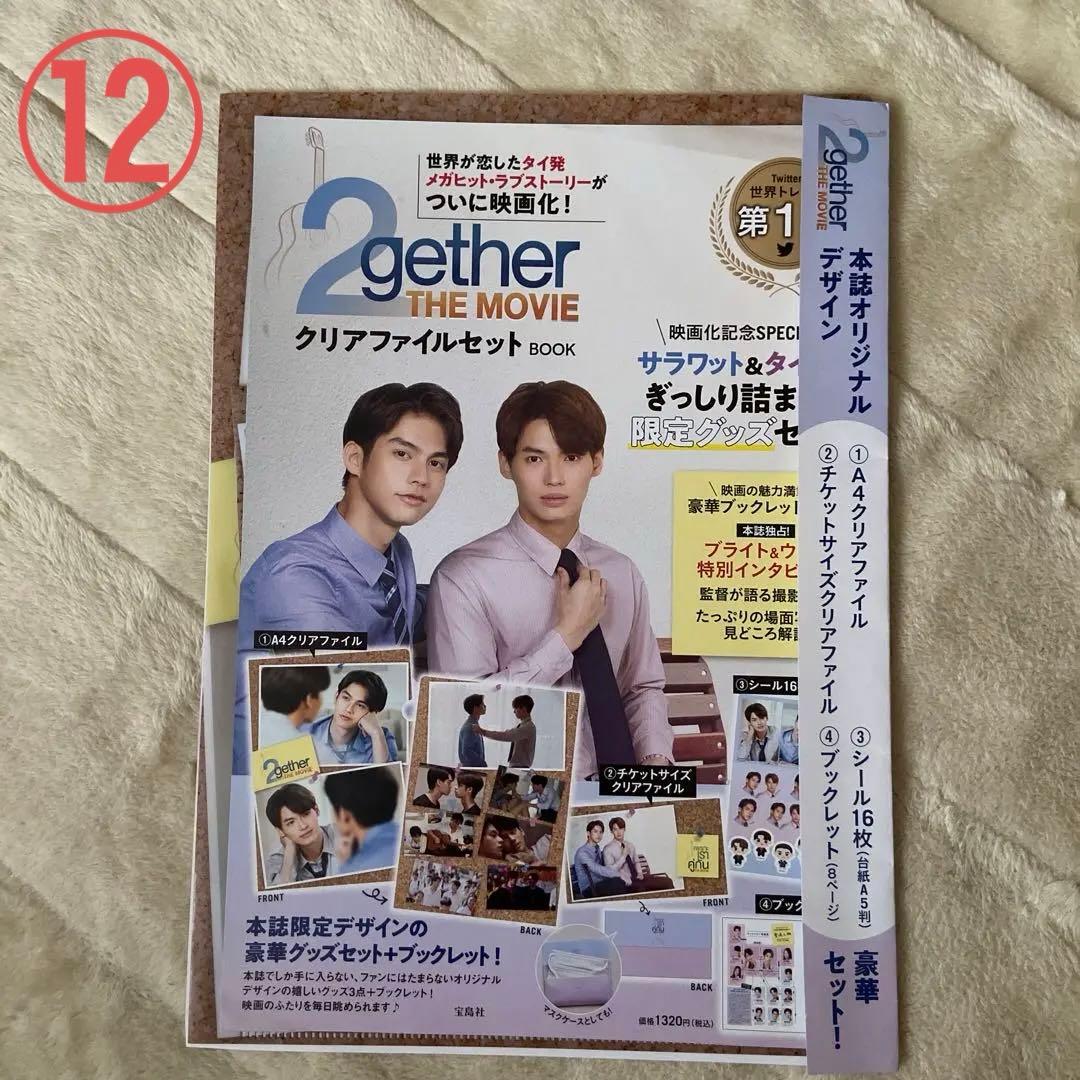 12
世界が恋したタイ発
メガヒット・ラブストーリーが
ついに映画化！
2gether
THE MOVIE
クリアファイルセット BOOK
Twitter
世界トレ
第1
＼映画化記念SPECI
サラワット&タイ
ぎっしり詰ま
限定グッズセ
＼映画の魅力満
豪華ブックレット
本誌独占!
ブライト&ウ
特別インタビ
監督が語る撮影
たっぷりの場面写
見どころ解説
①A4クリアファイル
2gether
THE MOVIE
FRONT
BACK
②チケットサイズ
クリアファイル
เพราะ
เรา
คู่กัน
FRONT
BACK
③シール16
④ブック
マスクケースとしても!
本誌限定デザインの
豪華グッズセット+ブックレット！
本誌でしか手に入らない、ファンにはたまらないオリジナル
デザインの嬉しいグッズ3点+ブックレット！
映画のふたりを毎日眺められます♪
宝島社
価格1320円(税込)
2gether
THE MOVIE
本誌オリジナル
デザイン
①A4クリアファイル
②チケットサイズクリアファイル
③シール16枚(台紙A5判)
④ブックレット(8ページ)
豪華
セット！